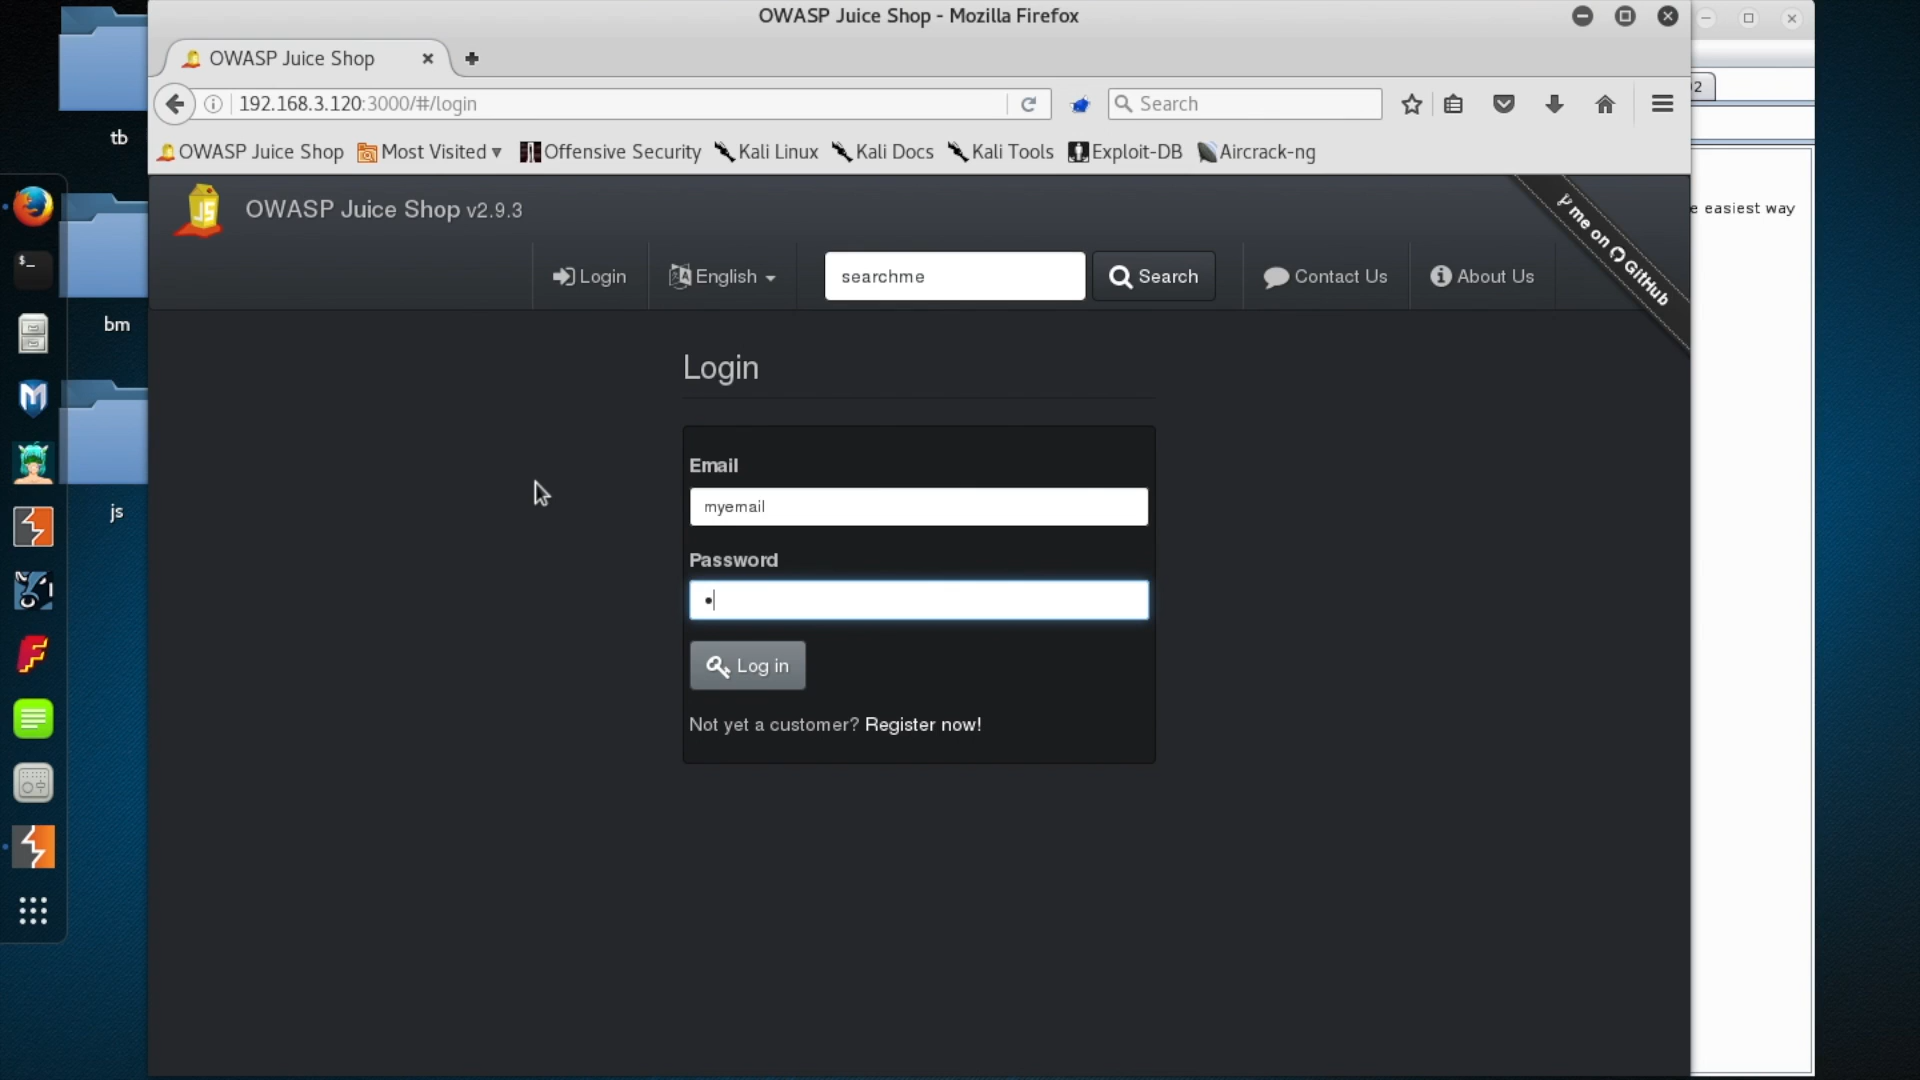 OWASP Juice Shop - Mozilla Firefox
OWASP Juice Shop
192.168.3.120:3000/#/login
Search
OWASP Juice Shop
Most Visited
Offensive Security
Kali Linux
Kali Docs
Kali Tools
Exploit-DB
Aircrack-ng
JS
OWASP Juice Shop v2.9.3
me on GitHub
Login
English
searchme
Search
Contact Us
About Us
Login
Email
myemail
Password
Log in
Not yet a customer? Register now!
tb
bm
js
$_
2
e easiest way